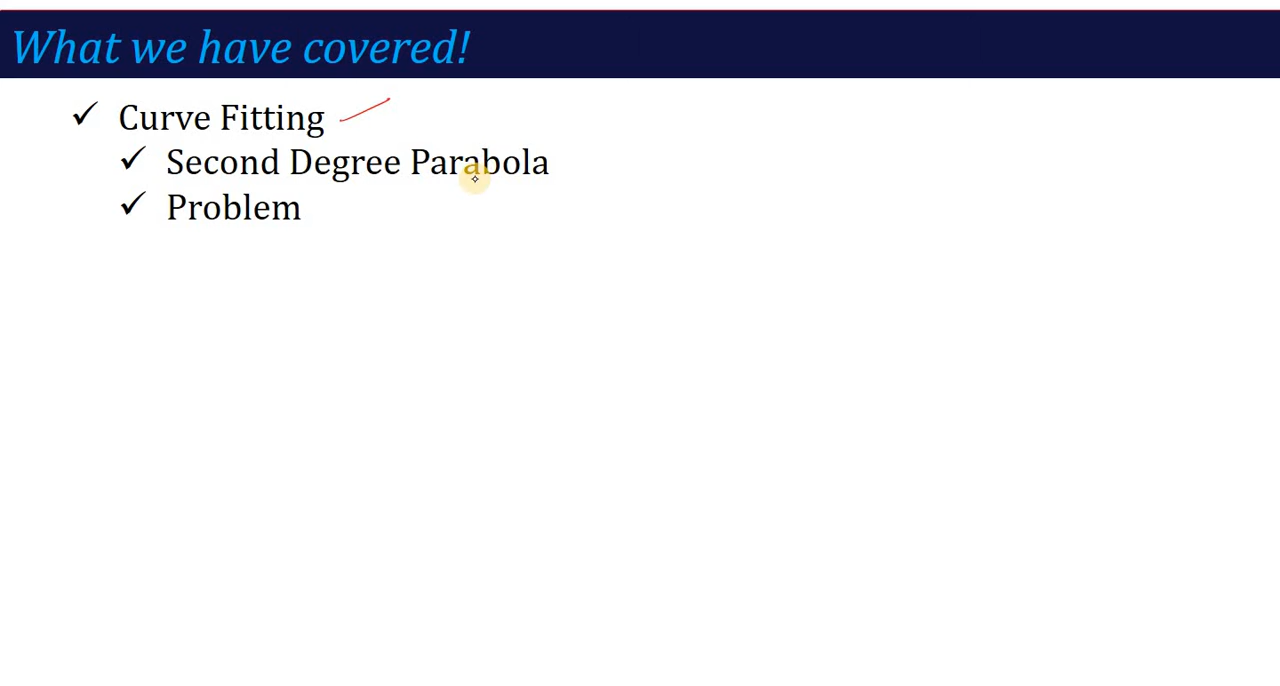 What we have covered!
✓ Curve Fitting
✓ Second Degree Parabola
✓ Problem